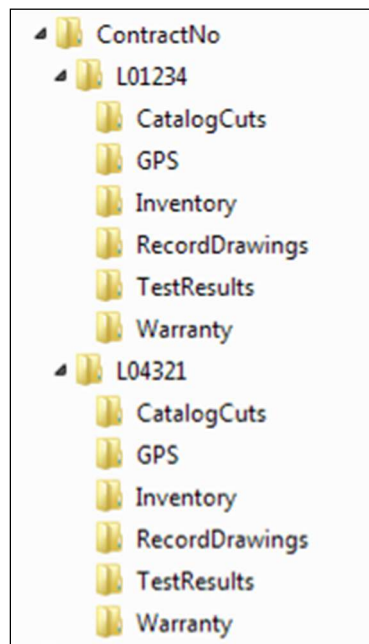 ContractNo
L01234
CatalogCuts
GPS
Inventory
RecordDrawings
TestResults
Warranty
L04321
CatalogCuts
GPS
Inventory
RecordDrawings
TestResults
Warranty